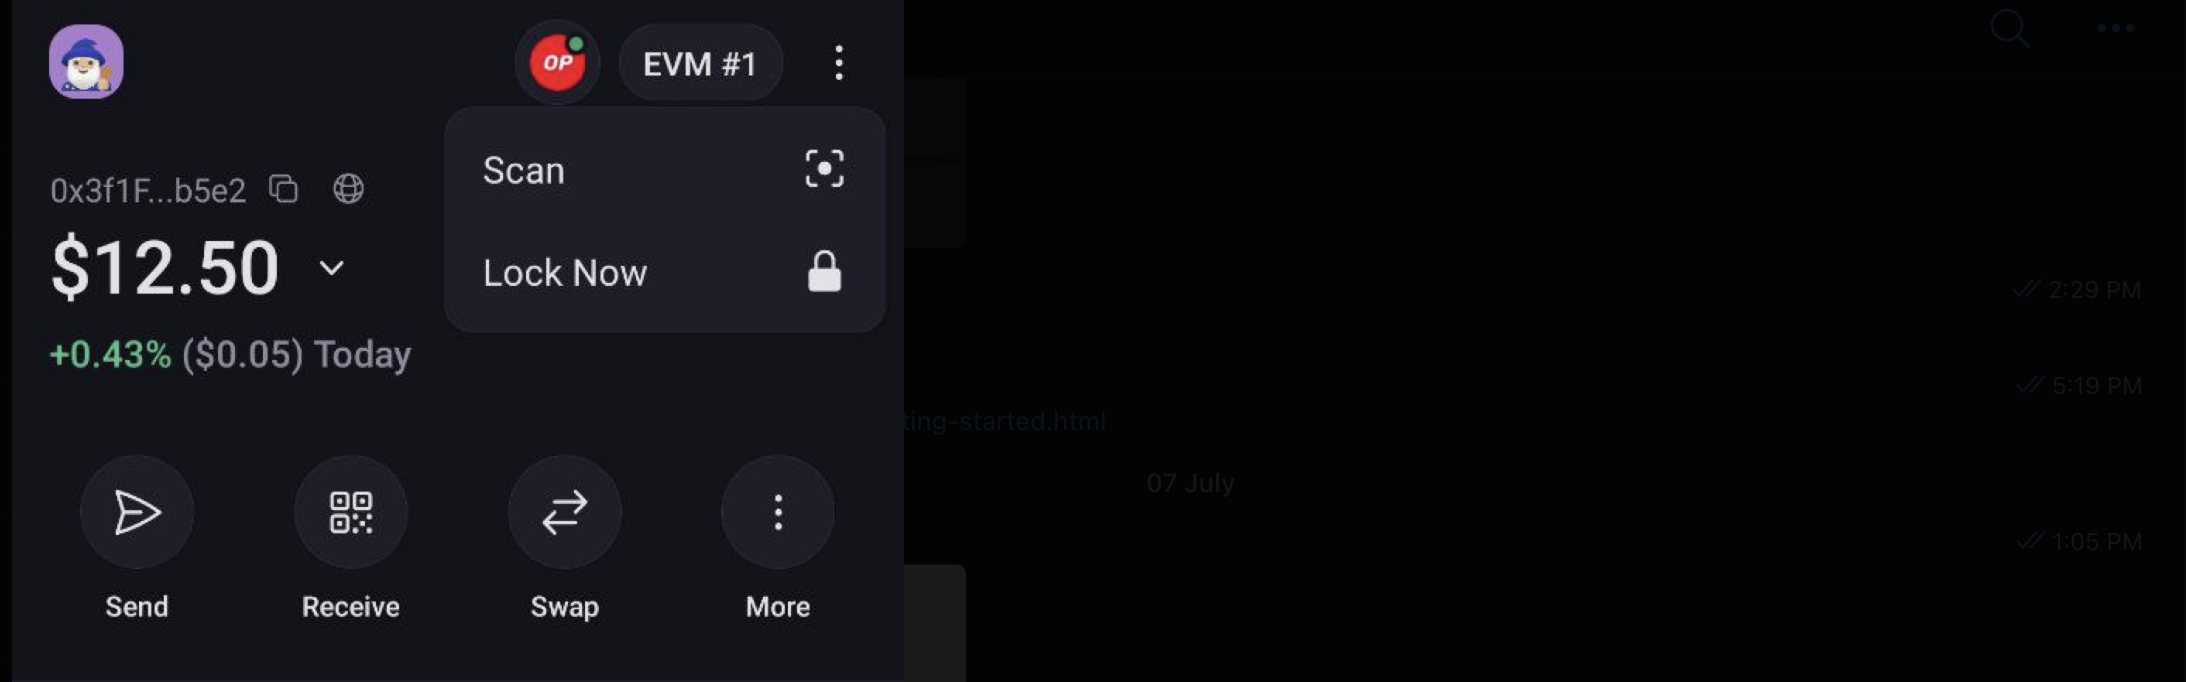 OP
EVM #1
Scan
Lock Now
0x3f1F...b5e2
$12.50
+0.43% ($0.05) Today
Send
Receive
Swap
More
2:29 PM
5:19 PM
ting-started.html
07 July
1:05 PM